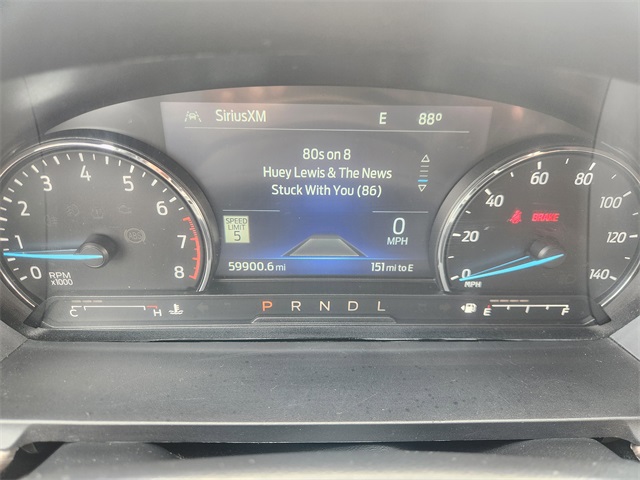 SiriusXM E 88°
80s on 8
Huey Lewis & The News
Stuck With You (86)
SPEED
LIMIT
5
0
MPH
59900.6 mi 151 mi to E
0 1 2 3 4 5 6 7 8
RPM
x1000
0 20 40 60 80 100 120 140
MPH
BRAKE
C H
P R N D L
E F